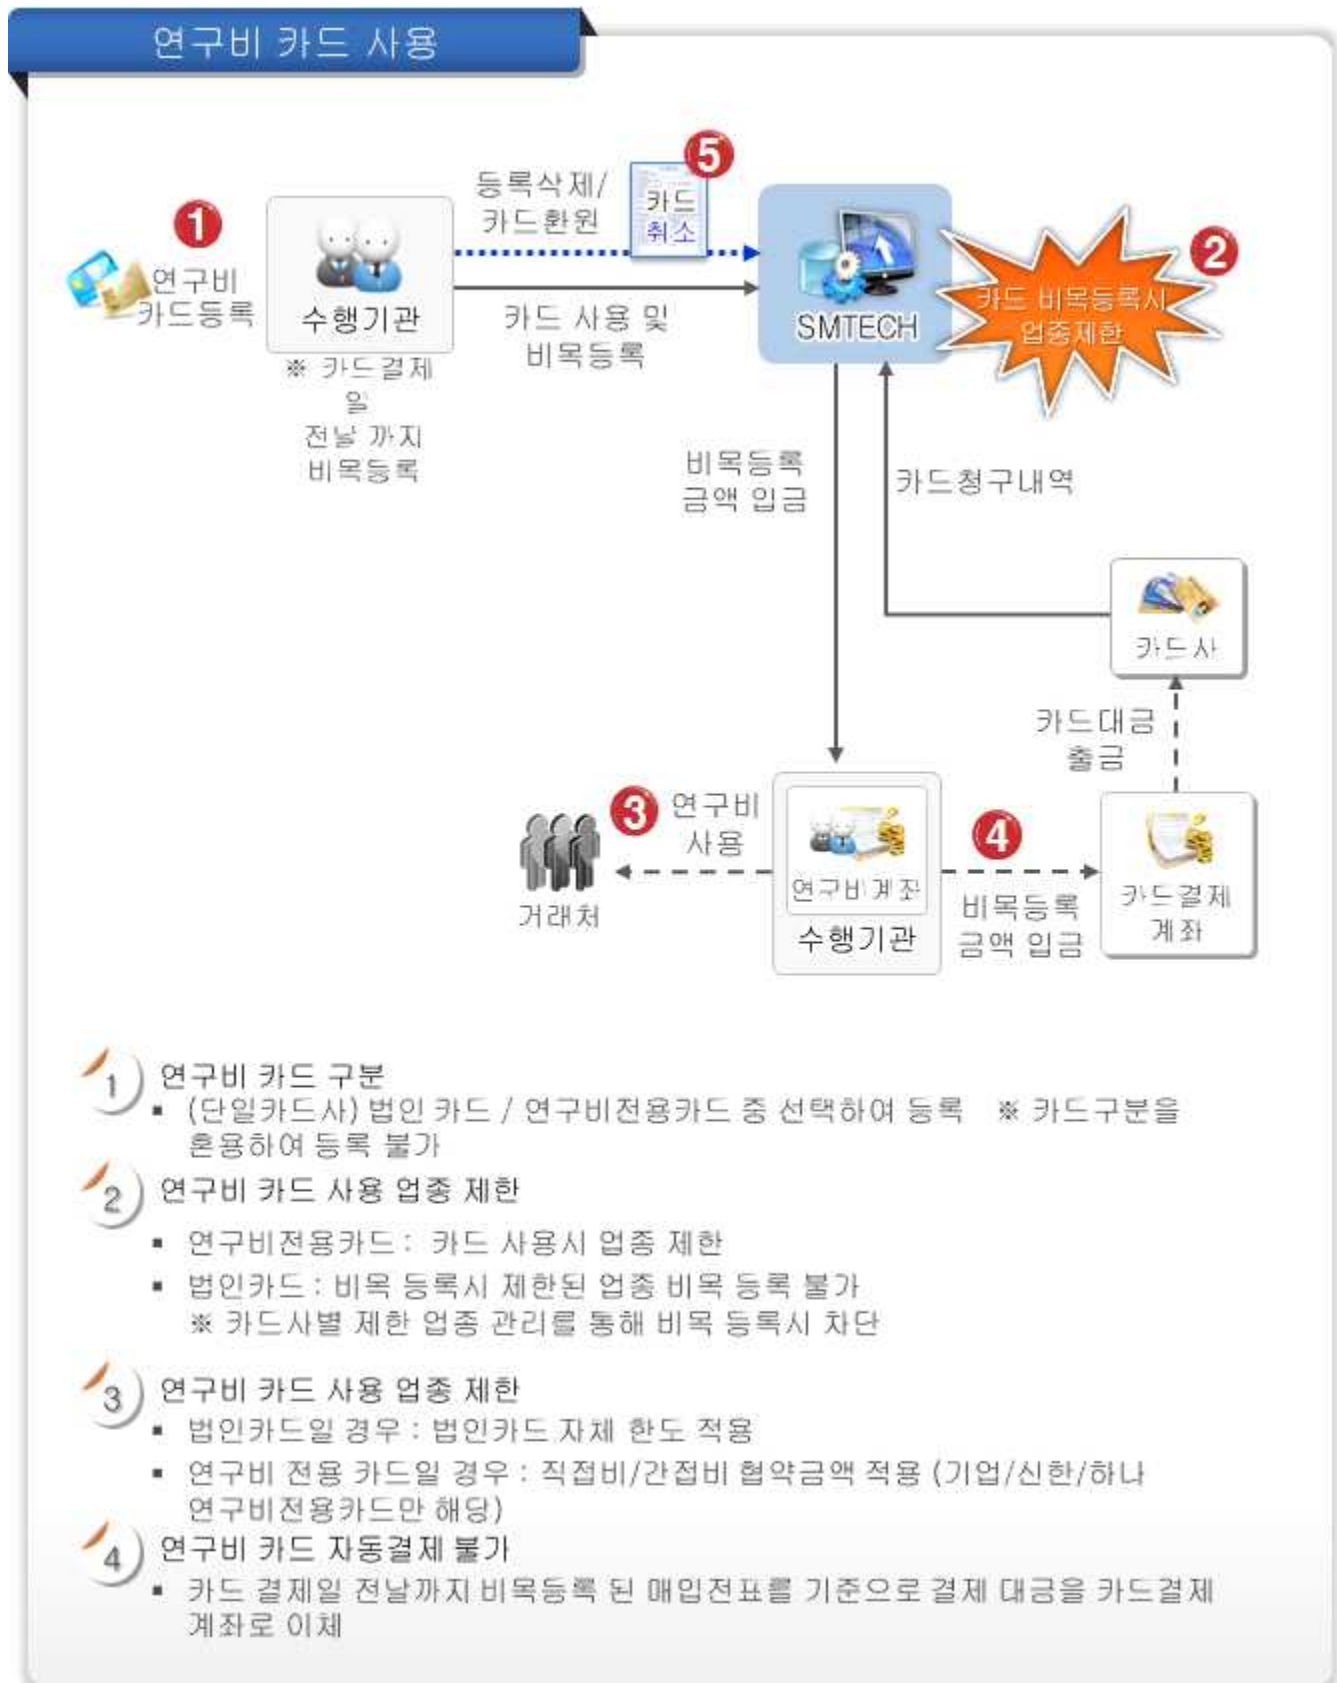 연구비 카드 사용
5
등록삭제/
카드환원
카드
취소
1
연구비
카드등록
수행기관
※ 카드결제
일
전날 까지
비목등록
카드 사용 및
비목등록
SMTECH
2
카드 비목등록시
업종제한
비목등록
금액 입금
카드청구내역
카드사
카드대금
출금
3
연구비
사용
거래처
연구비계좌
수행기관
4
비목등록
금액 입금
카드결제
계좌
1 연구비 카드 구분
▪ (단일카드사) 법인 카드 / 연구비전용카드 중 선택하여 등록 ※ 카드구분을
혼용하여 등록 불가
2 연구비 카드 사용 업종 제한
▪ 연구비전용카드 : 카드 사용시 업종 제한
▪ 법인카드 : 비목 등록시 제한된 업종 비목 등록 불가
※ 카드사별 제한 업종 관리를 통해 비목 등록시 차단
3 연구비 카드 사용 업종 제한
▪ 법인카드일 경우 : 법인카드 자체 한도 적용
▪ 연구비 전용 카드일 경우 : 직접비/간접비 협약금액 적용 (기업/신한/하나
연구비전용카드만 해당)
4 연구비 카드 자동결제 불가
▪ 카드 결제일 전날까지 비목등록 된 매입전표를 기준으로 결제 대금을 카드결제
계좌로 이체